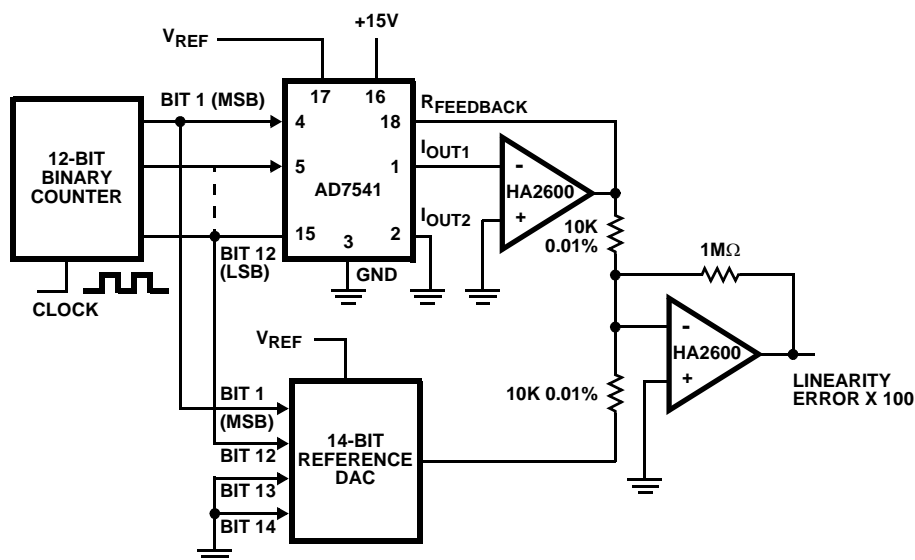 VREF
+15V
BIT 1 (MSB)
17
16
RFEEDBACK
4
18
12-BIT
BINARY
COUNTER
5
1
IOUT1
-
HA2600
+
AD7541
IOUT2
15
3
2
BIT 12
(LSB)
GND
10K
0.01%
1MΩ
CLOCK
VREF
-
HA2600
+
LINEARITY
ERROR X 100
BIT 1
(MSB)
10K 0.01%
BIT 12
14-BIT
REFERENCE
DAC
BIT 13
BIT 14